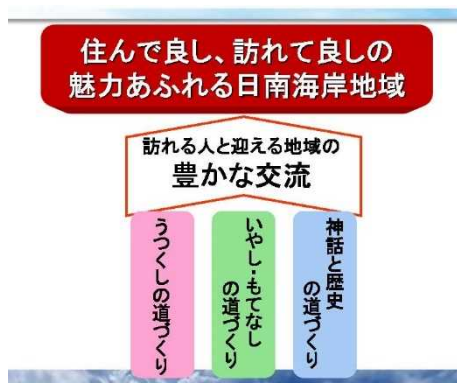 住んで良し、訪れて良しの
魅力あふれる日南海岸地域
訪れる人と迎える地域の
豊かな交流
うつくしの道づくり
いやし・もてなし
の道づくり
神話と歴史
の道づくり